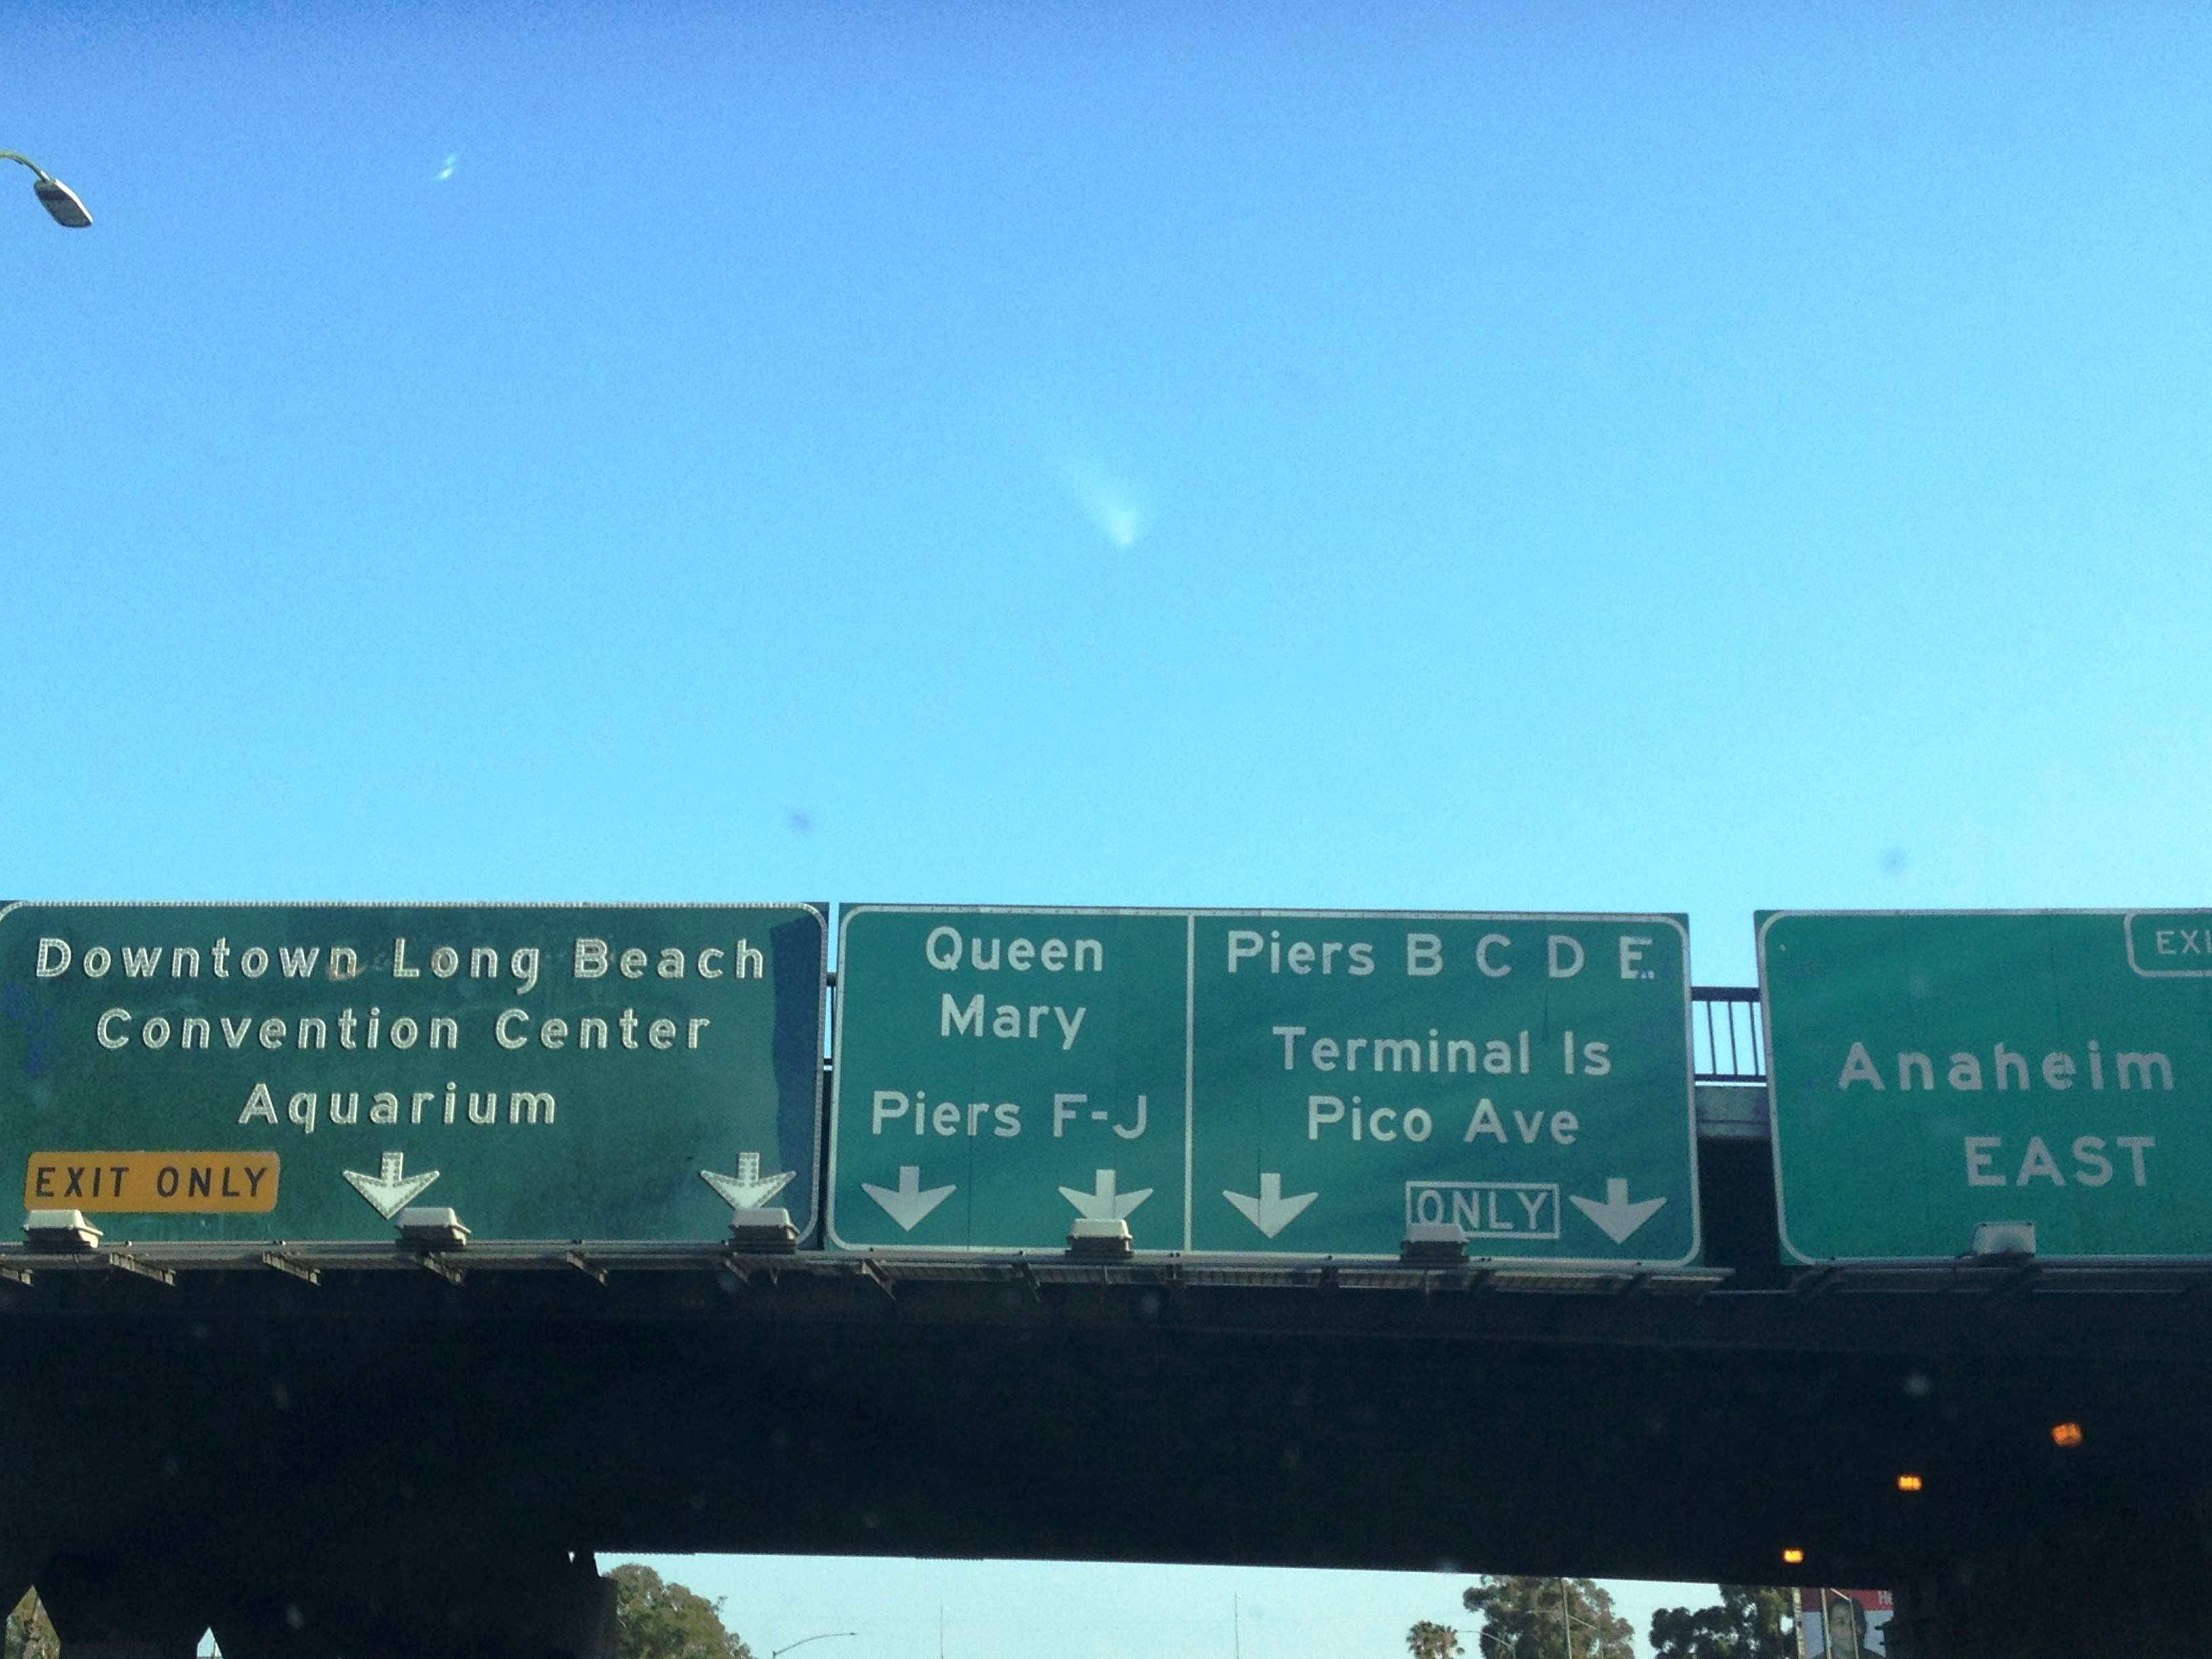 Downtown Long Beach
Convention Center
Aquarium
EXIT ONLY
Queen
Mary
Piers F-J
Piers B C D E
Terminal Is
Pico Ave
ONLY
EXI
Anaheim
EAST